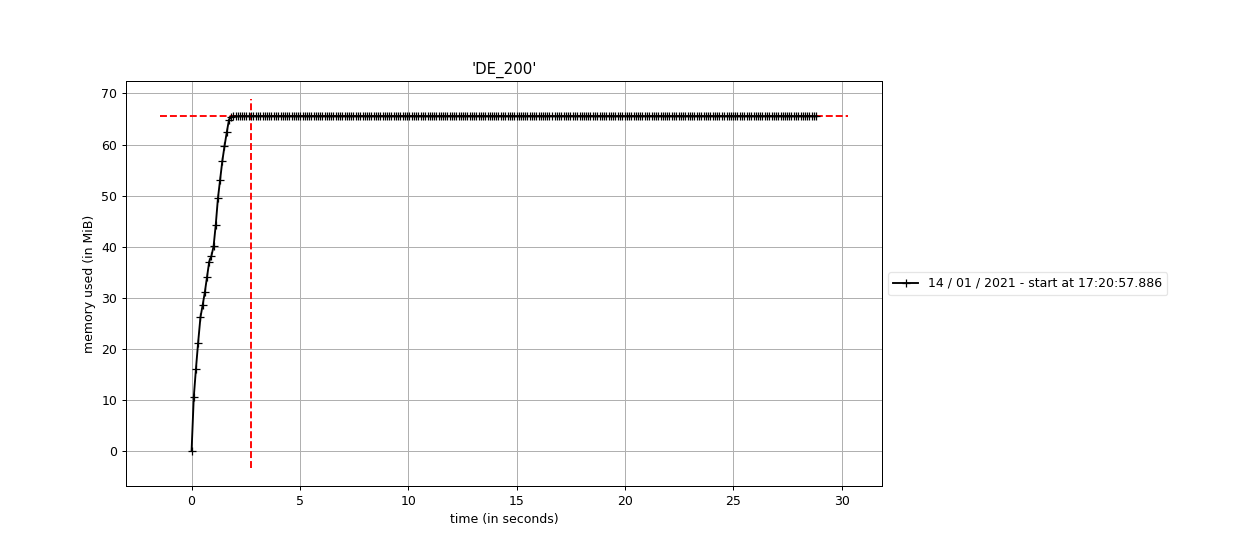 'DE_200'
70
60
50
40
30
20
10
0
memory used (in MiB)
0 5 10 15 20 25 30
time (in seconds)
14 / 01 / 2021 - start at 17:20:57.886